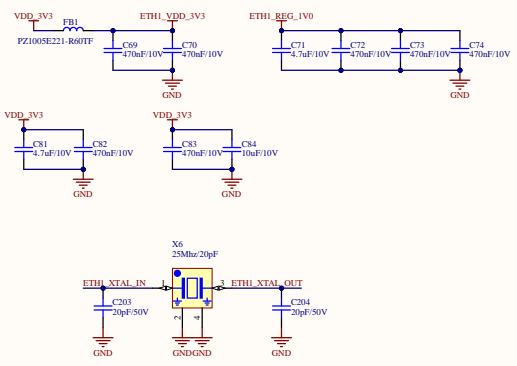 VDD_3V3 FB1 ETH1_VDD_3V3 ETH1_REG_1V0
PZ1005E221-R60TF
C69 C70 C71 C72 C73 C74
470nF/10V 470nF/10V 4.7uF/10V 470nF/10V 470nF/10V 470nF/10V
GND GND
VDD_3V3 VDD_3V3
C81 C82 C83 C84
4.7uF/10V 470nF/10V 470nF/10V 10uF/10V
GND GND
X6
25Mhz/20pF
ETH1_XTAL_IN 1 3 ETH1_XTAL_OUT
C203 C204
20pF/50V 20pF/50V
2 4
GND GND GND GND